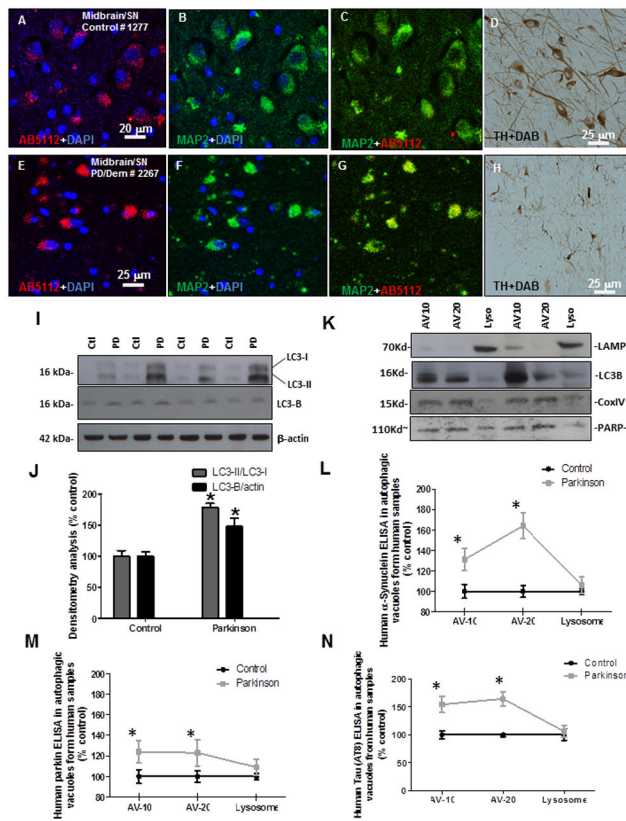 A
Midbrain/SN
Control # 1277
AB5112+DAPI
20 µm
B
MAP2+DAPI
C
MAP2+AB5112
D
TH+DAB
25 µm
E
Midbrain/SN
PD/Dem # 2267
AB5112+DAPI
25 µm
F
MAP2+DAPI
G
MAP2+AB5112
H
TH+DAB
25 µm
I
Ctl PD Ctl PD Ctl PD Ctl PD
16 kDa-
LC3-I
LC3-II
16 kDa-
LC3-B
42 kDa-
β-actin
K
AV10 AV20 Lyso AV10 AV20 Lyso
70Kd- -LAMP
16Kd- -LC3B
15Kd- -CoxIV
110Kd~ -PARP-
J
LC3-II/LC3-I
LC3-B/actin
Densitometry analysis (% control)
200
150
100
50
0
* *
Control Parkinson
L
Control
Parkinson
Human α-Synuclein ELISA in autophagic
vacuoles form human samples
(% control)
180
160
140
120
100
* *
AV-10 AV-20 Lysosome
M
Control
Parkinson
Human parkin ELISA in autophagic
vacuoles form human samples
(% control)
200
180
160
140
120
100
80
* *
AV-10 AV-20 Lysosome
N
Control
Parkinson
Human Tau (AT8) ELISA in autophagic
vacuoles from human samples
(% control)
200
150
100
50
0
* *
AV-10 AV-20 Lysosome